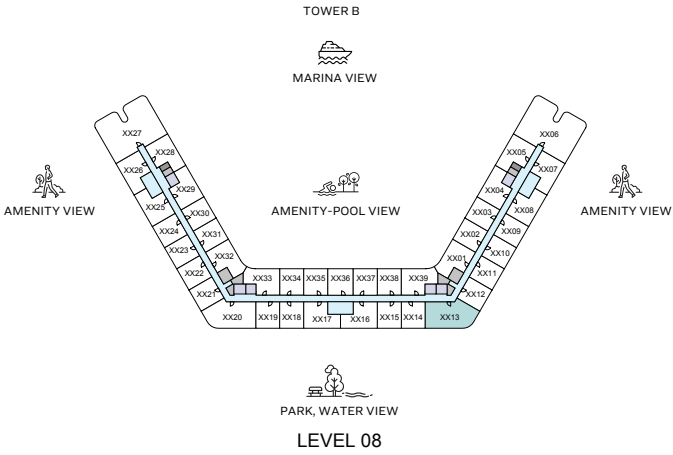 TOWER B
MARINA VIEW
XX27
XX06
XX28
XX05
XX26
XX07
XX29
XX04
XX25
XX08
AMENITY VIEW
AMENITY-POOL VIEW
AMENITY VIEW
XX30
XX03
XX24
XX09
XX31
XX02
XX23
XX10
XX32
XX01
XX22
XX11
XX33 XX34 XX35 XX36 XX37 XX38 XX39
XX21
XX12
XX20 XX19 XX18 XX17 XX16 XX15 XX14 XX13
PARK, WATER VIEW
LEVEL 08